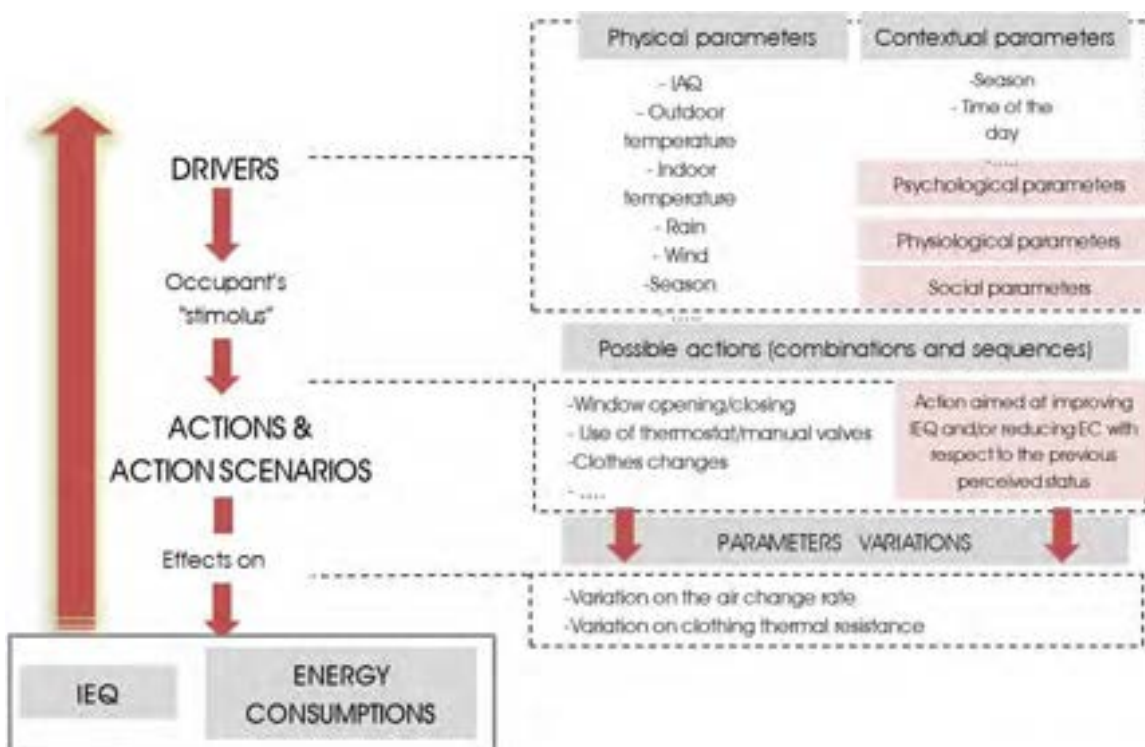 Physical parameters
Contextual parameters
- IAQ
- Outdoor
temperature
- Indoor
temperature
- Rain
- Wind
-Season
- .....
-Season
- Time of the
day
-.....
Psychological parameters
Physiological parameters
Social parameters
DRIVERS
Occupant's
"stimulus"
Possible actions (combinations and sequences)
ACTIONS &
ACTION SCENARIOS
-Window opening/closing
- Use of thermostat/manual valves
-Clothes changes
- ....
Action aimed at improving
IEQ and/or reducing EC with
respect to the previous
perceived status
Effects on
PARAMETERS VARIATIONS
-Variation on the air change rate
-Variation on clothing thermal resistance
IEQ
ENERGY
CONSUMPTIONS